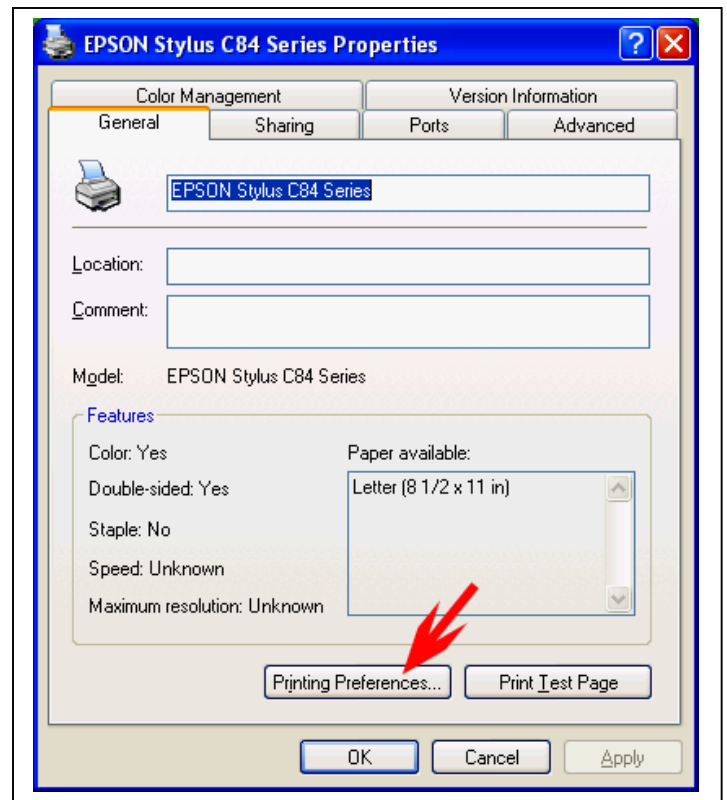 EPSON Stylus C84 Series Properties
Color Management Version Information
General Sharing Ports Advanced
EPSON Stylus C84 Series
Location:
Comment:
Model: EPSON Stylus C84 Series
Features
Color: Yes Paper available:
Double-sided: Yes Letter (8 1/2 x 11 in)
Staple: No
Speed: Unknown
Maximum resolution: Unknown
Printing Preferences... Print Test Page
OK Cancel Apply